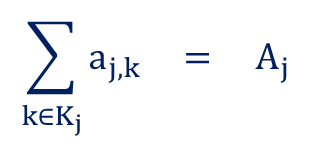 ∑_{k∈K_j} a_{j,k} = A_j